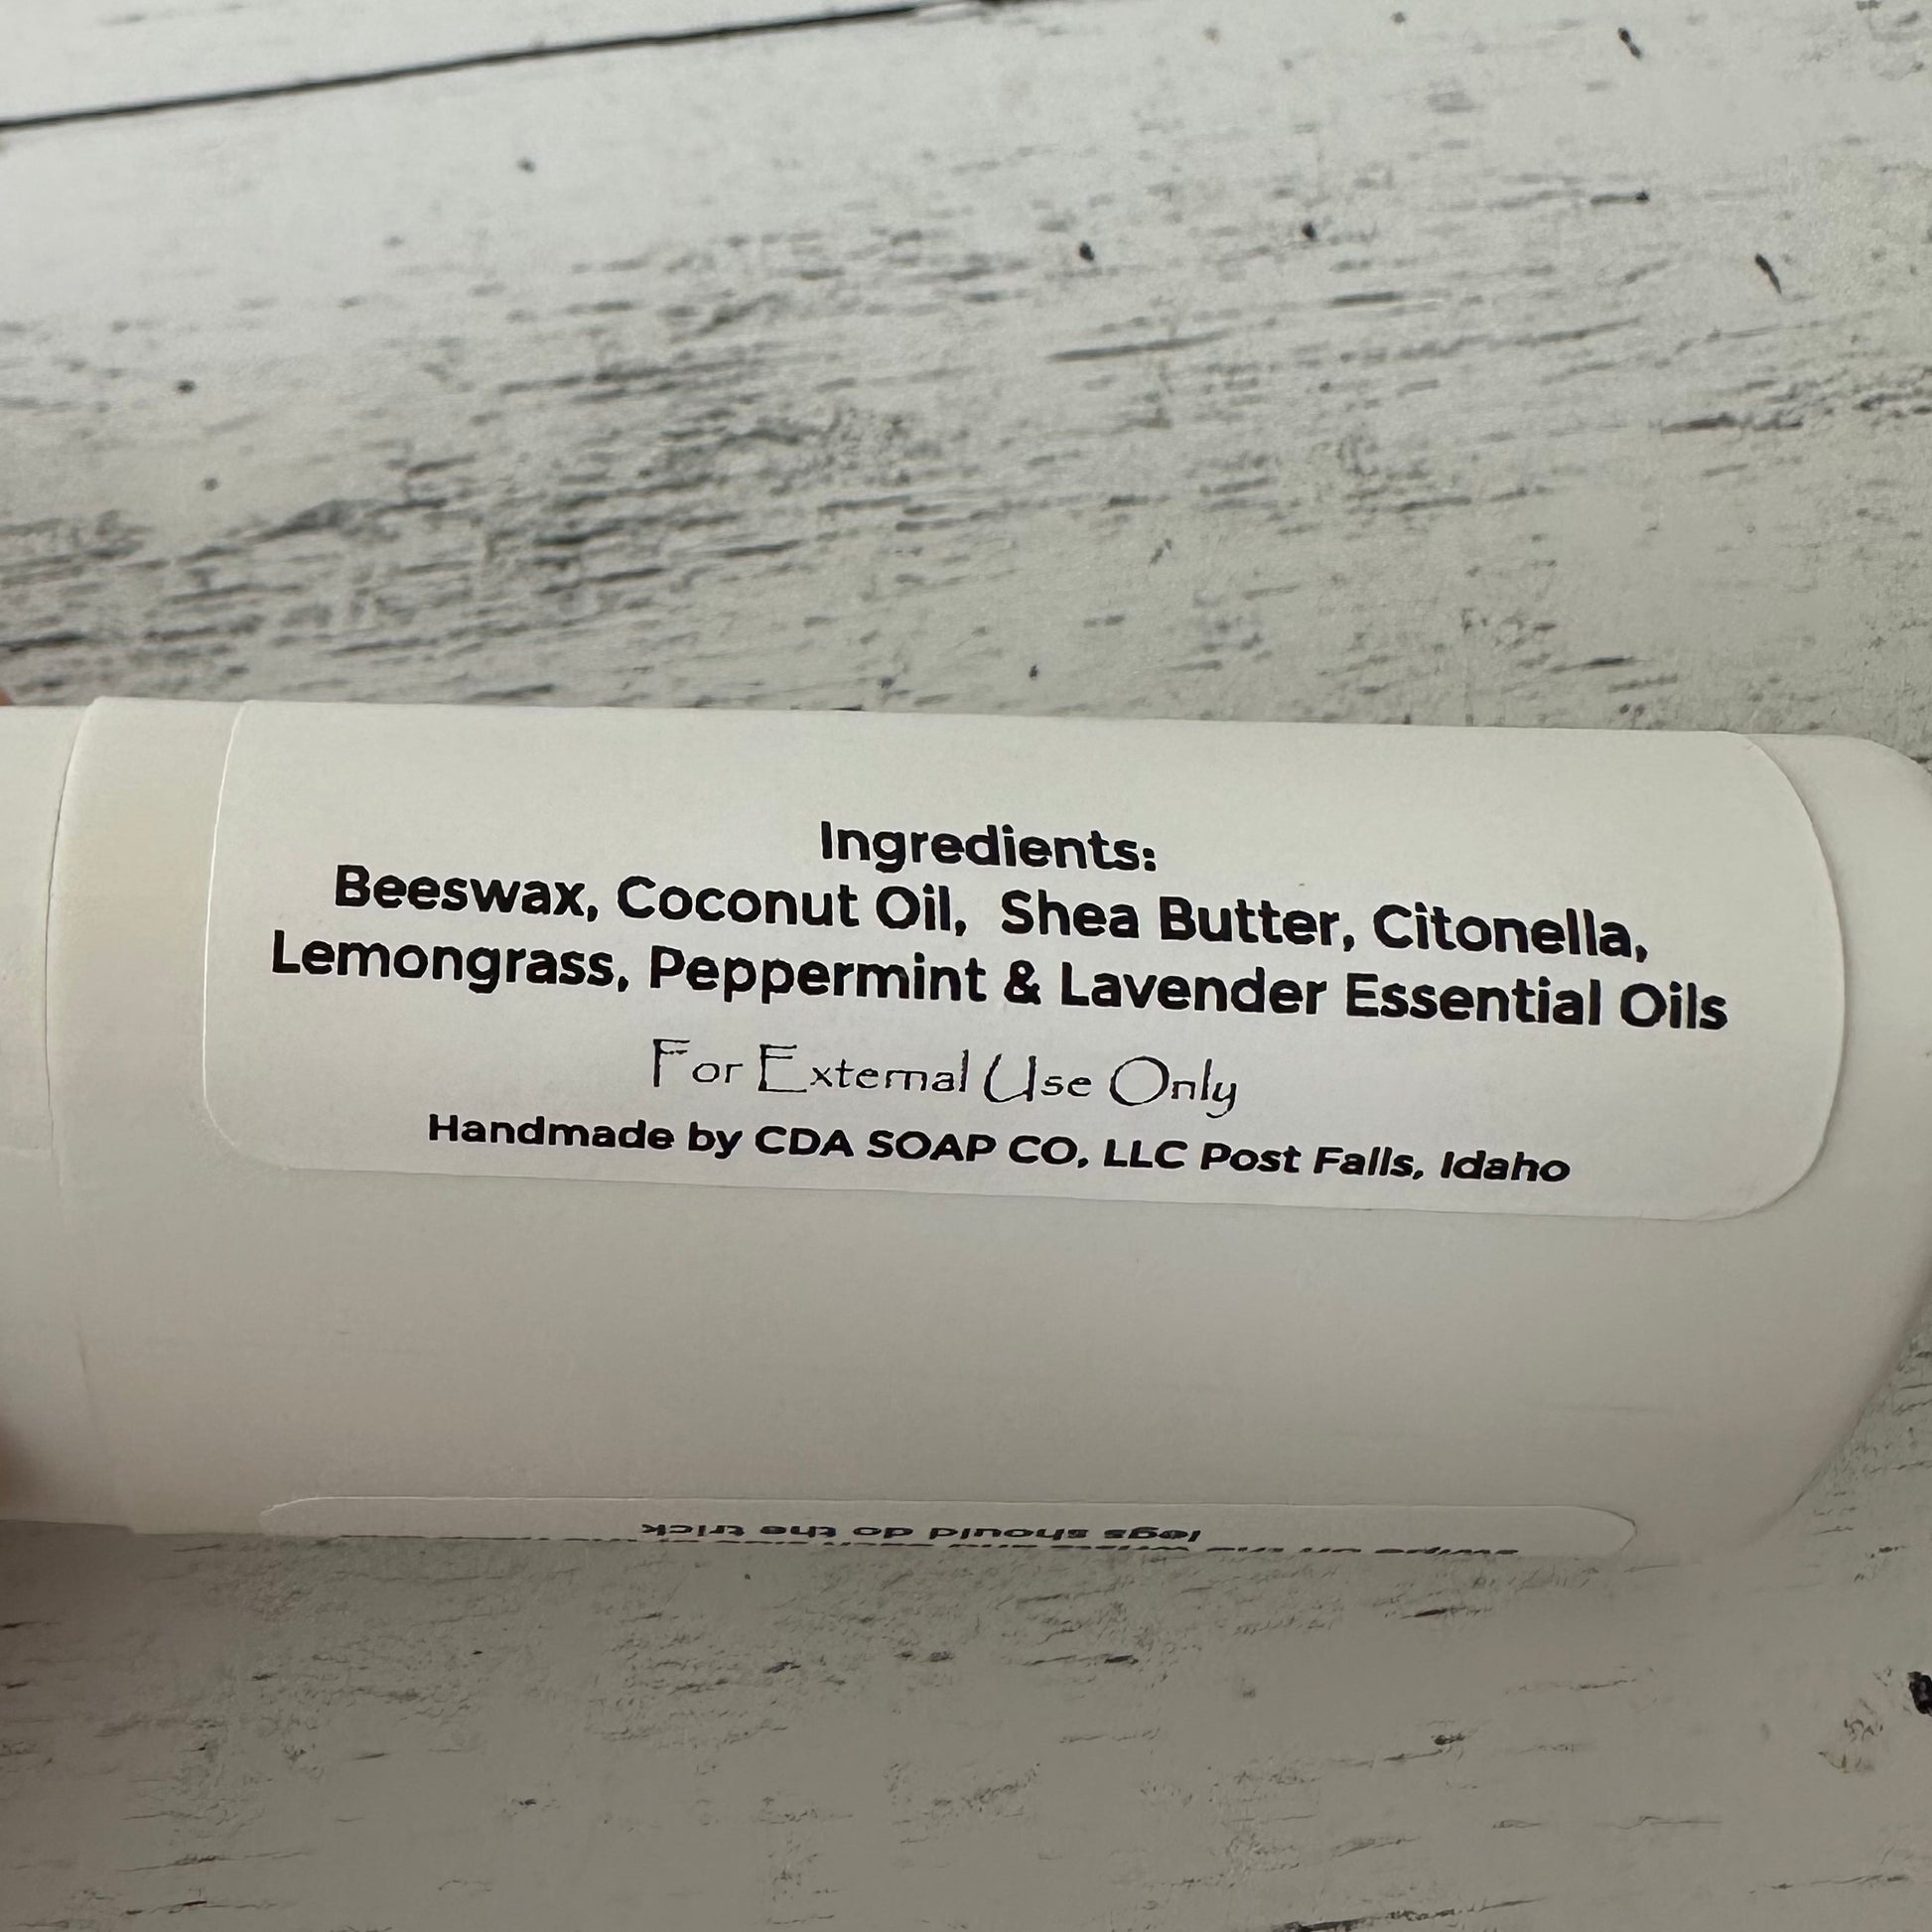 Ingredients:
Beeswax, Coconut Oil, Shea Butter, Citonella,
Lemongrass, Peppermint & Lavender Essential Oils
For External Use Only
Handmade by CDA SOAP CO, LLC Post Falls, Idaho
legs should do the trick